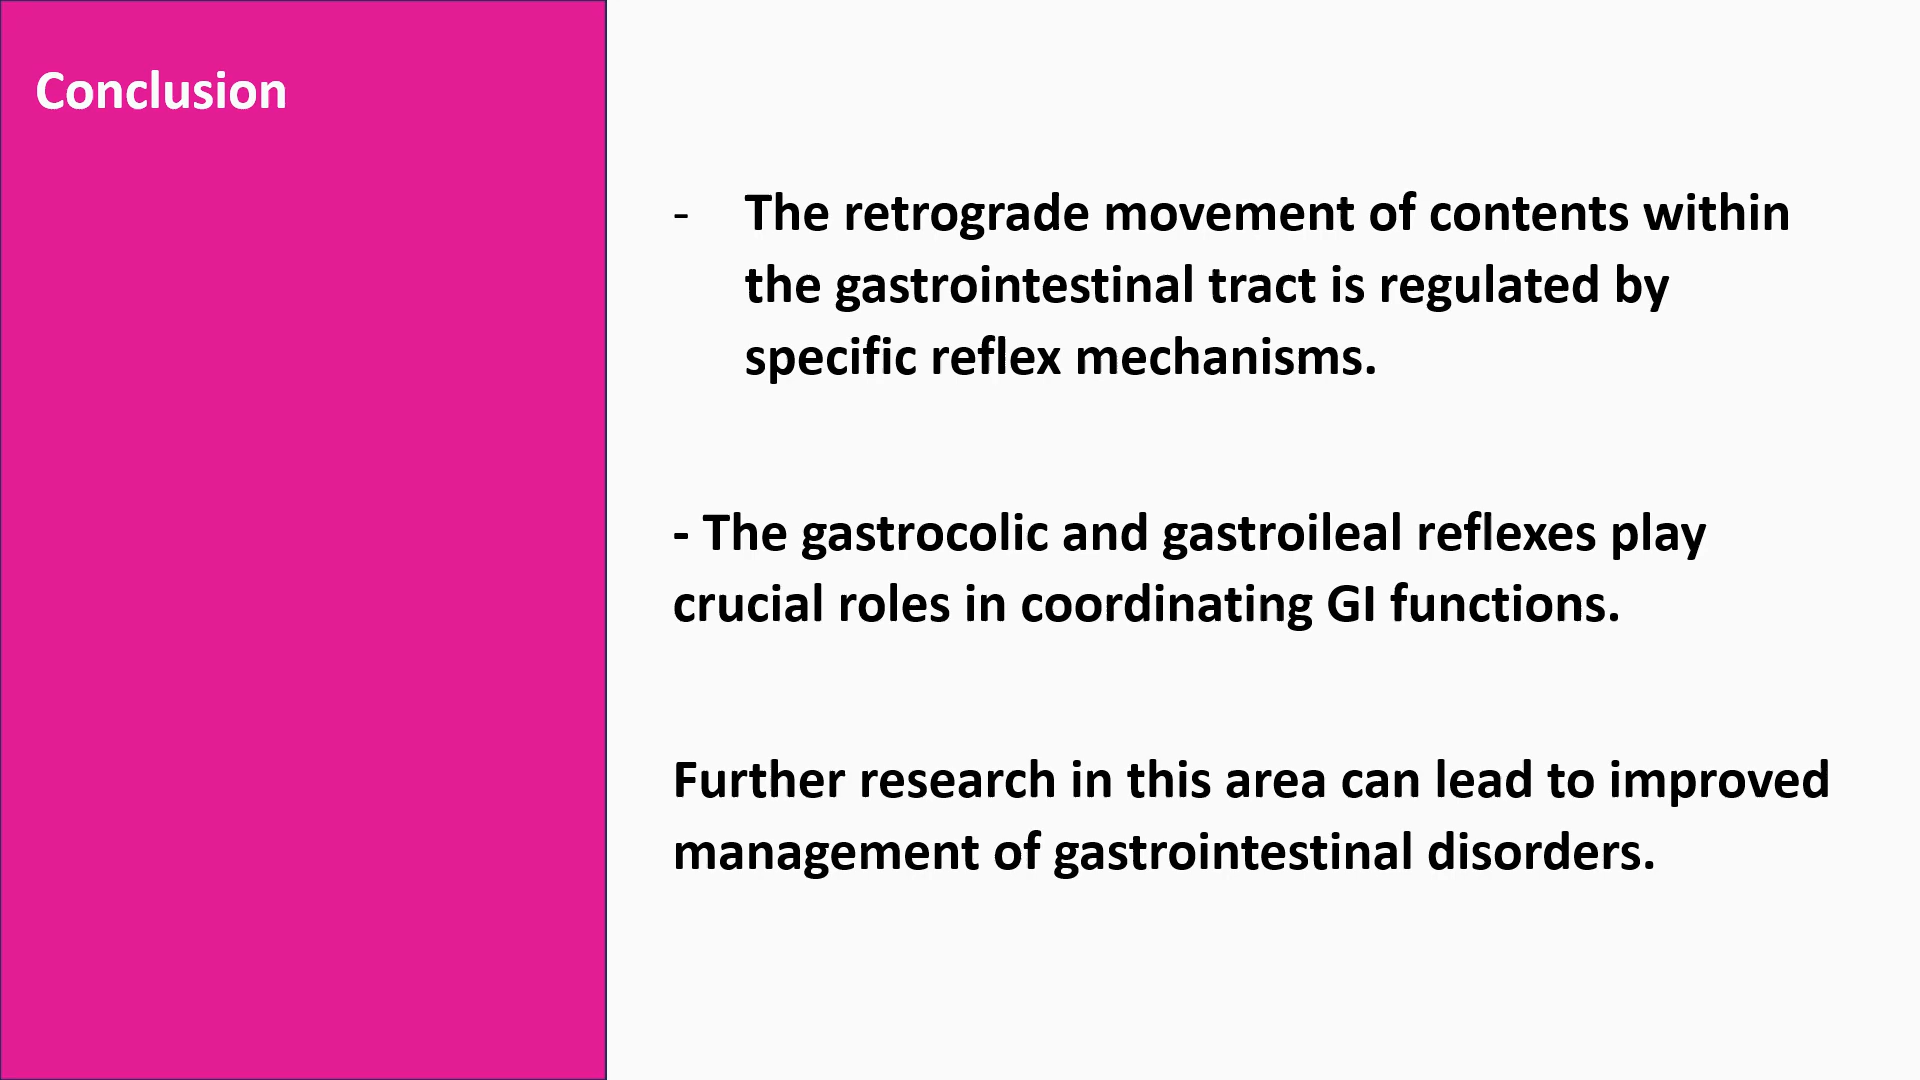 Conclusion
- The retrograde movement of contents within
the gastrointestinal tract is regulated by
specific reflex mechanisms.
- The gastrocolic and gastroileal reflexes play
crucial roles in coordinating GI functions.
Further research in this area can lead to improved
management of gastrointestinal disorders.